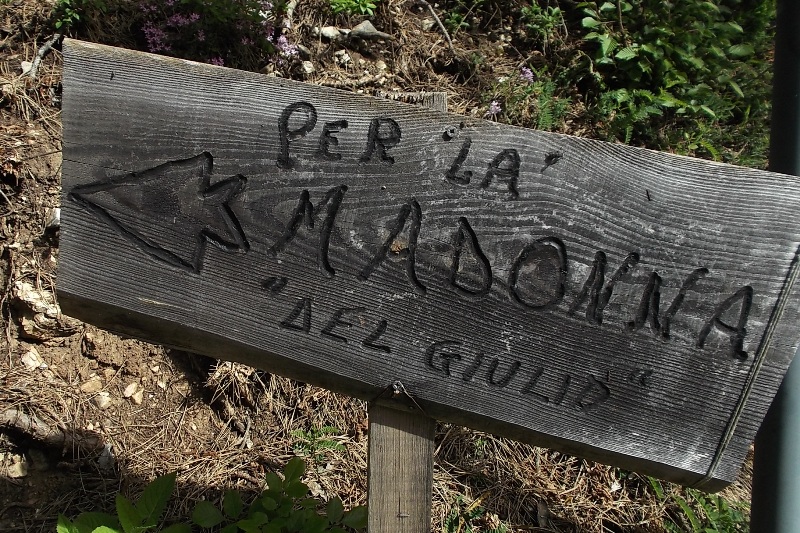 PER "LA"
MADONNA
"DEL GIULIO"